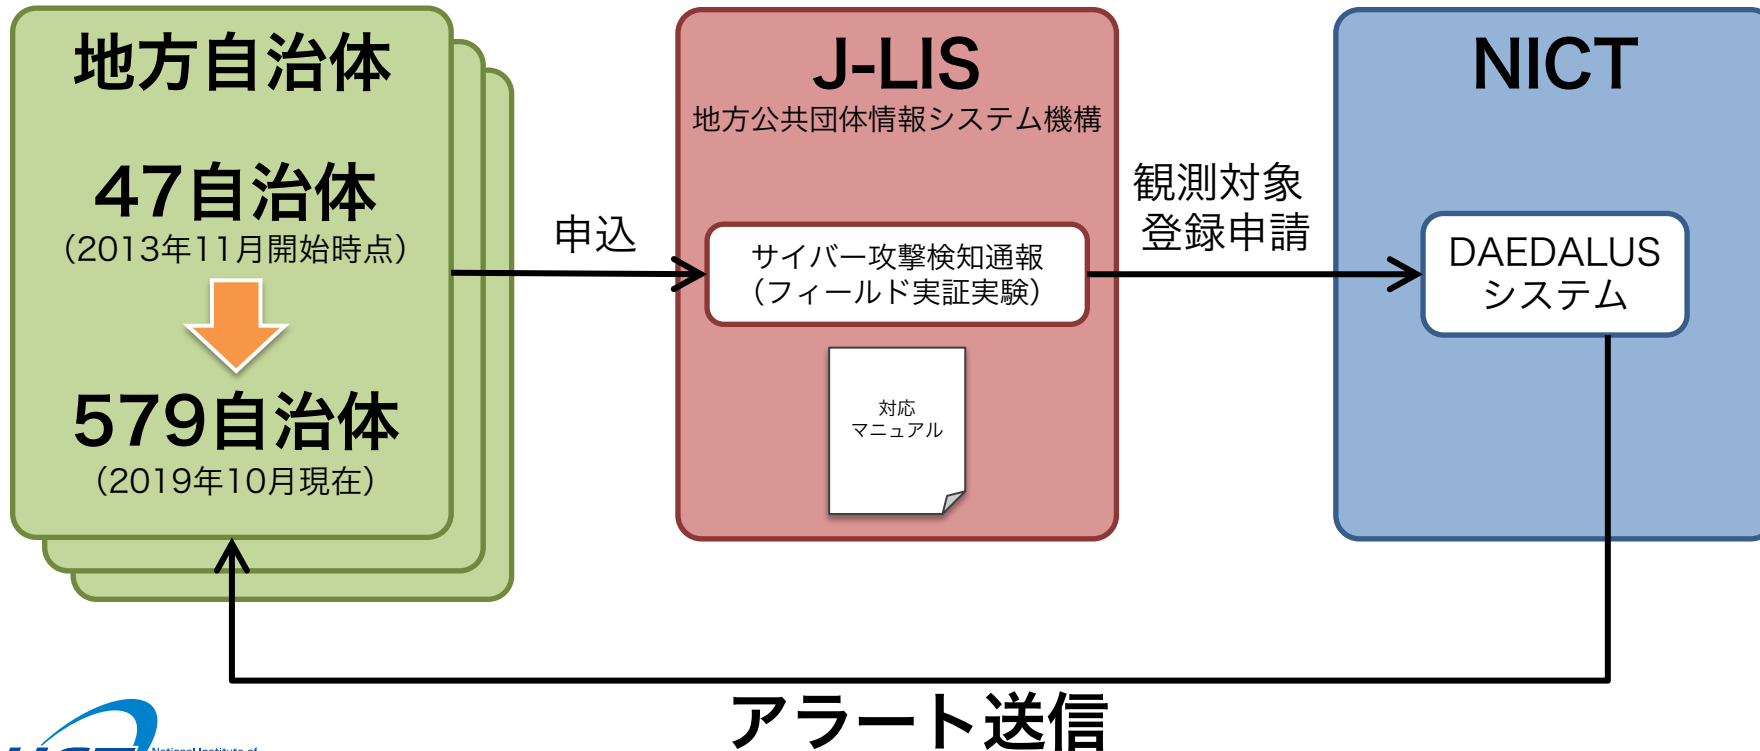 地方自治体
47自治体
（2013年11月開始時点）
579自治体
（2019年10月現在）
申込
J-LIS
地方公共団体情報システム機構
サイバー攻撃検知通報
（フィールド実証実験）
対応
マニュアル
観測対象
登録申請
NICT
DAEDALUS
システム
アラート送信
National Institute of